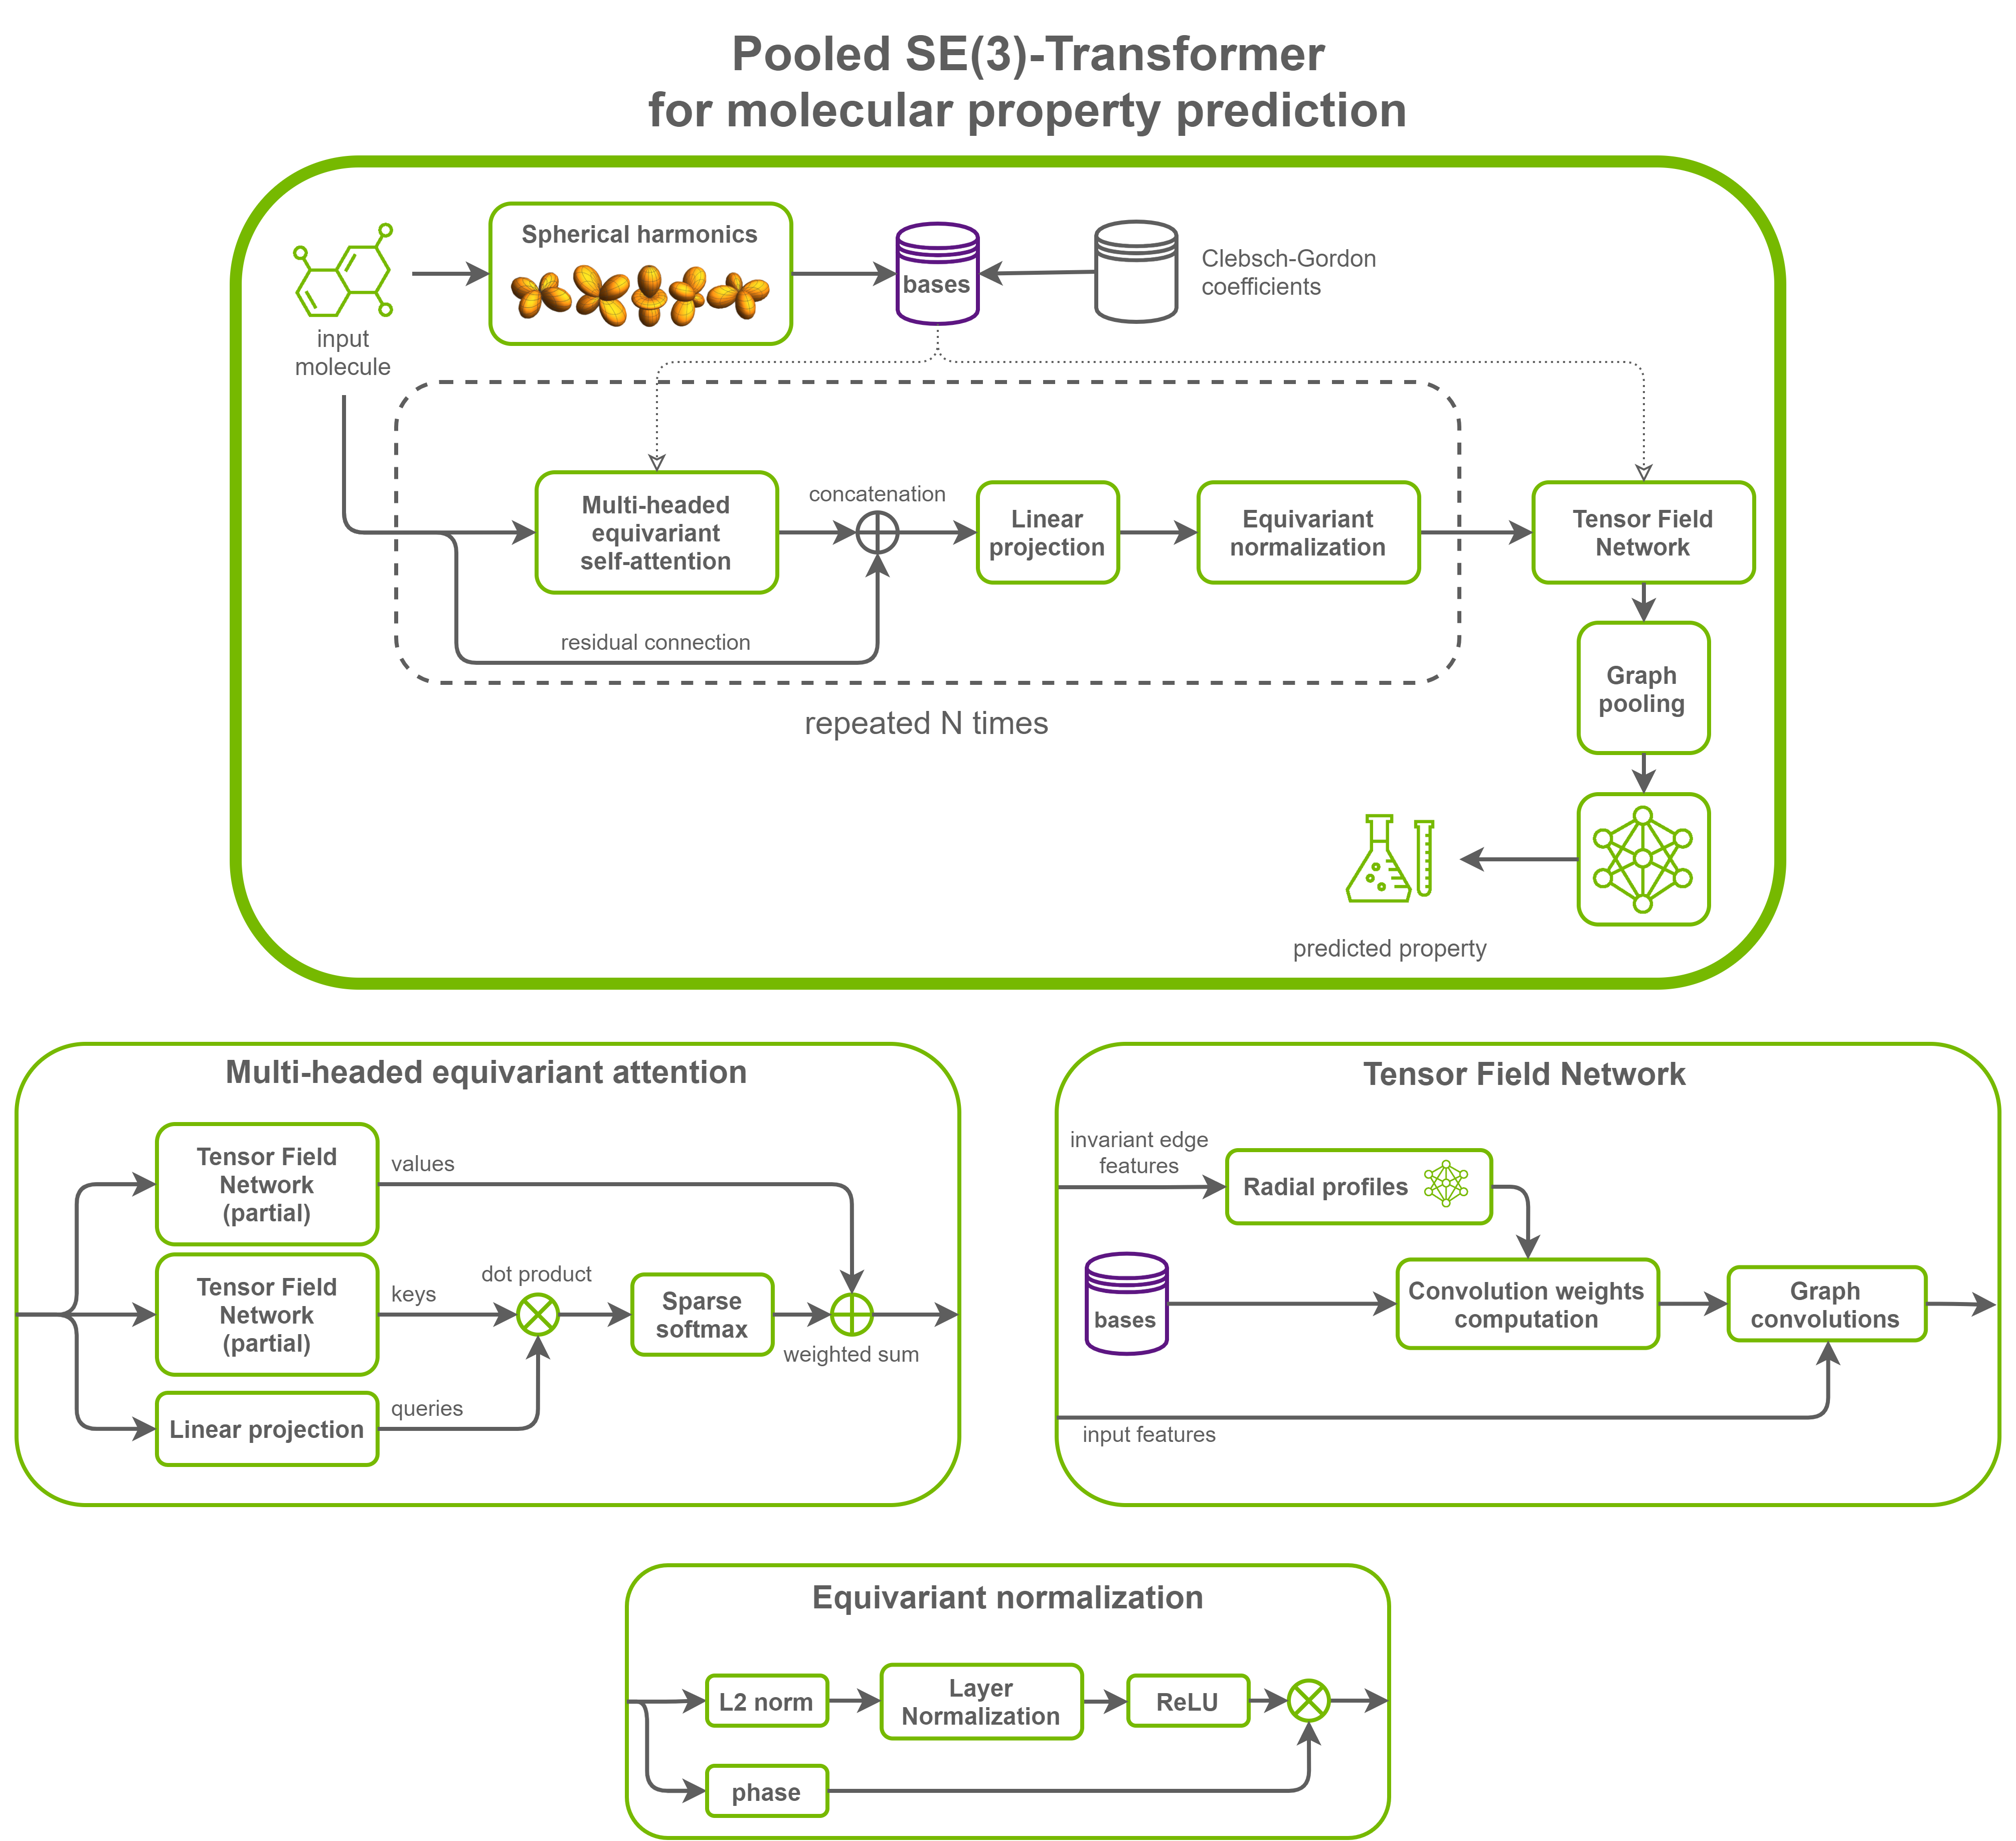 Pooled SE(3)-Transformer
for molecular property prediction
Spherical harmonics
bases
Clebsch-Gordon
coefficients
input
molecule
Multi-headed
equivariant
self-attention
concatenation
Linear
projection
Equivariant
normalization
Tensor Field
Network
residual connection
repeated N times
Graph
pooling
predicted property
Multi-headed equivariant attention
Tensor Field
Network
(partial)
values
Tensor Field
Network
(partial)
keys
dot product
Sparse
softmax
weighted sum
Linear projection
queries
Tensor Field Network
invariant edge
features
Radial profiles
bases
Convolution weights
computation
Graph
convolutions
input features
Equivariant normalization
L2 norm
Layer
Normalization
ReLU
phase